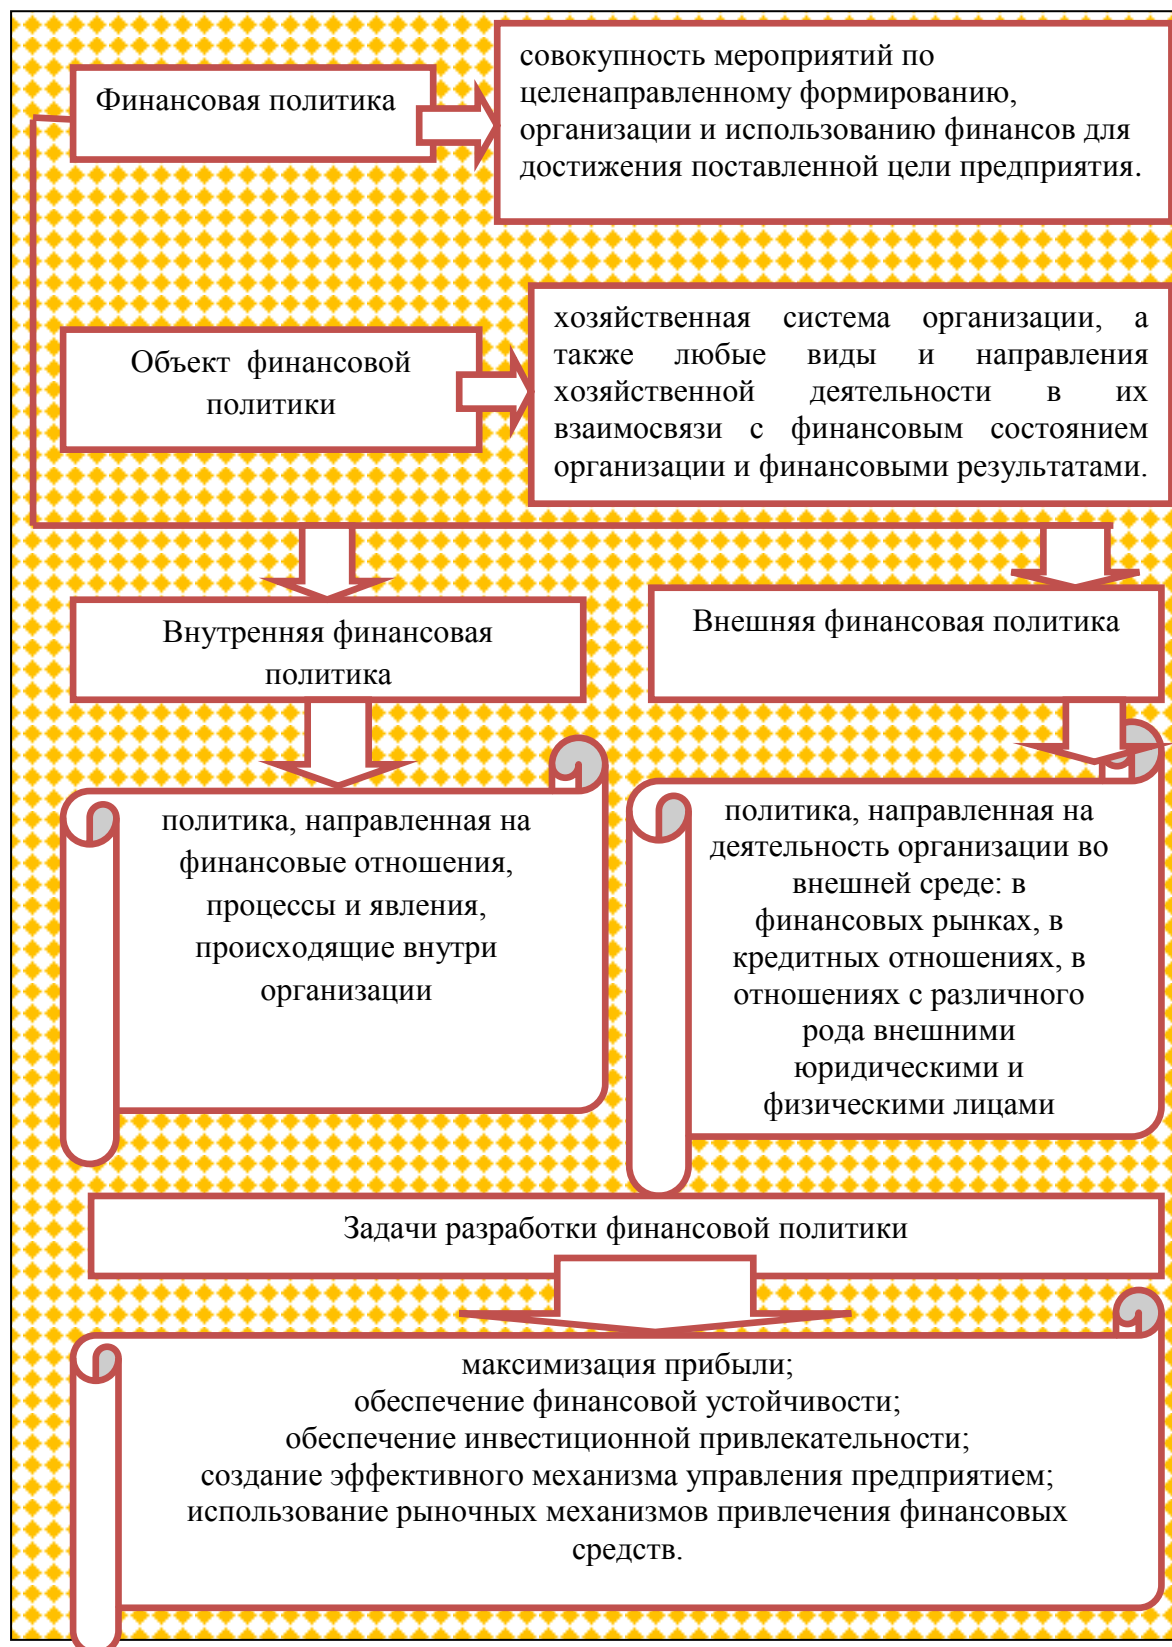 Финансовая политика
совокупность мероприятий по
целенаправленному формированию,
организации и использованию финансов для
достижения поставленной цели предприятия.
Объект финансовой
политики
хозяйственная система организации, а
также любые виды и направления
хозяйственной деятельности в их
взаимосвязи с финансовым состоянием
организации и финансовыми результатами.
Внутренняя финансовая
политика
Внешняя финансовая политика
политика, направленная на
финансовые отношения,
процессы и явления,
происходящие внутри
организации
политика, направленная на
деятельность организации во
внешней среде: в
финансовых рынках, в
кредитных отношениях, в
отношениях с различного
рода внешними
юридическими и
физическими лицами
Задачи разработки финансовой политики
максимизация прибыли;
обеспечение финансовой устойчивости;
обеспечение инвестиционной привлекательности;
создание эффективного механизма управления предприятием;
использование рыночных механизмов привлечения финансовых
средств.